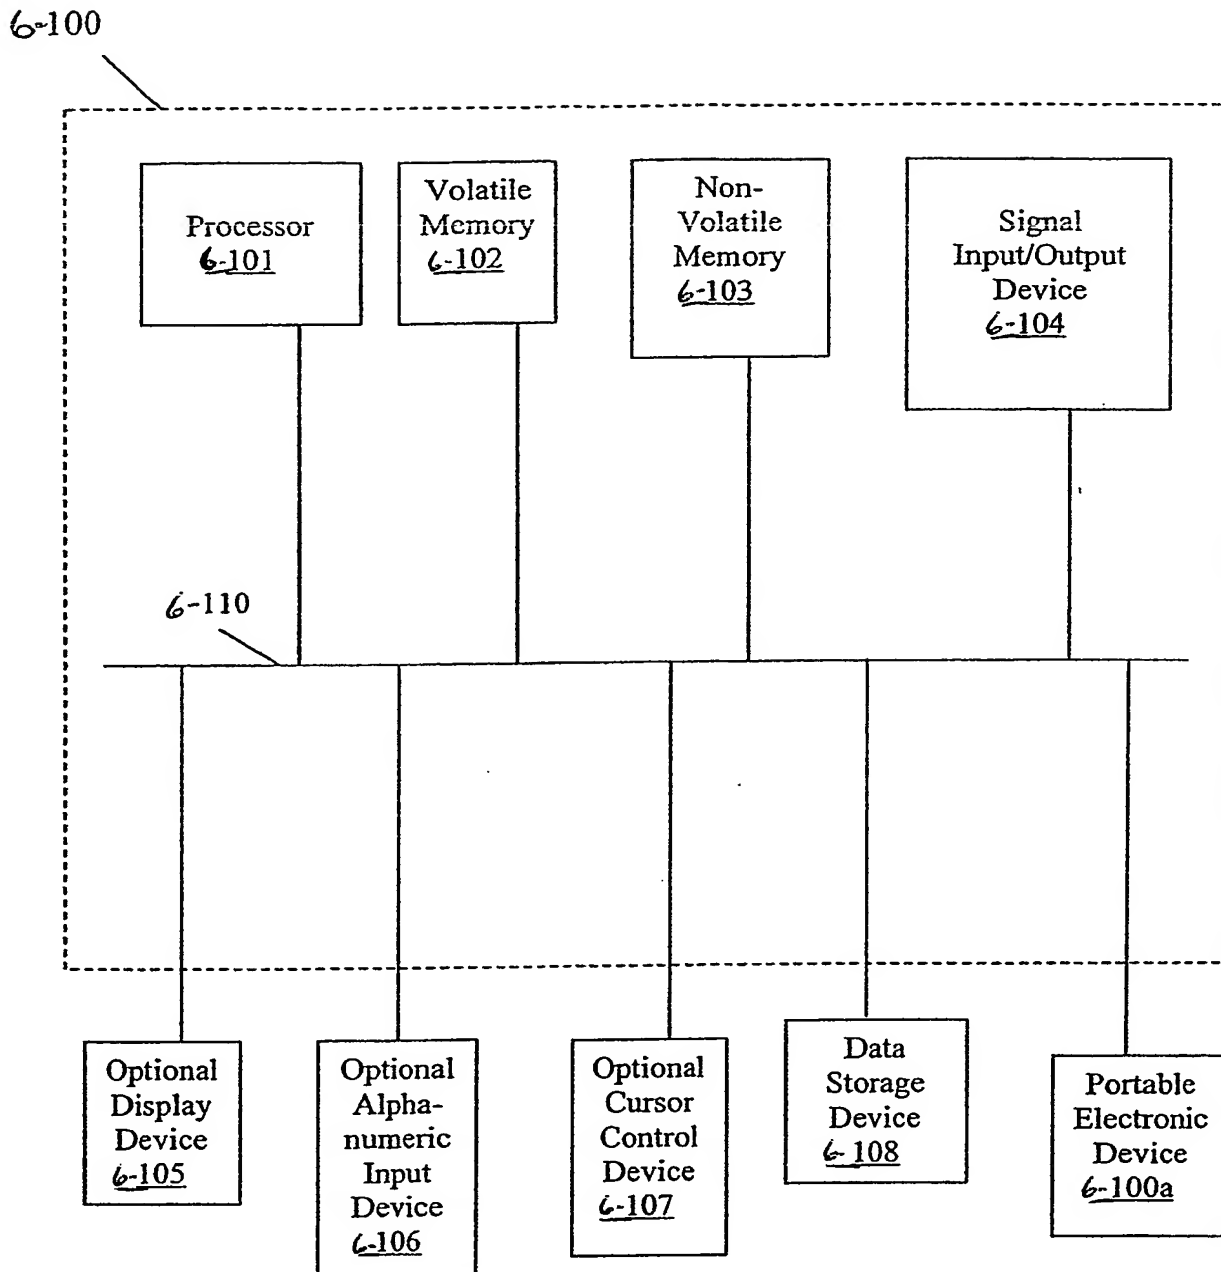 6-100
Processor
6-101
Volatile
Memory
6-102
Non-
Volatile
Memory
6-103
Signal
Input/Output
Device
6-104
6-110
Optional
Display
Device
6-105
Optional
Alpha-
numeric
Input
Device
6-106
Optional
Cursor
Control
Device
6-107
Data
Storage
Device
6-108
Portable
Electronic
Device
6-100a